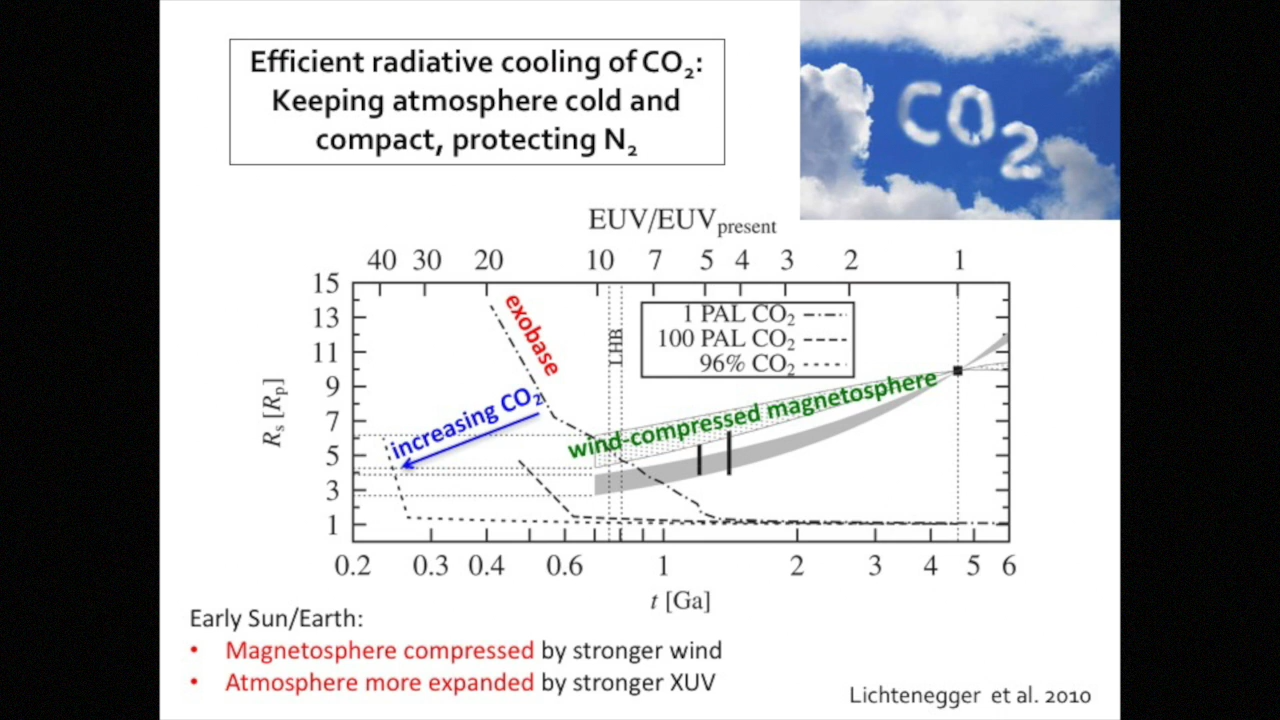 Efficient radiative cooling of CO₂:
Keeping atmosphere cold and
compact, protecting N₂
CO₂
EUV/EUVpresent
40 30 20 10 7 5 4 3 2 1
15
13
11
9
7
5
3
1
Rs [Rp]
exobase
LHB
1 PAL CO₂
100 PAL CO₂
96% CO₂
increasing CO₂
wind-compressed magnetosphere
0.2 0.3 0.4 0.6 1 2 3 4 5 6
t [Ga]
Early Sun/Earth:
• Magnetosphere compressed by stronger wind
• Atmosphere more expanded by stronger XUV
Lichtenegger et al. 2010